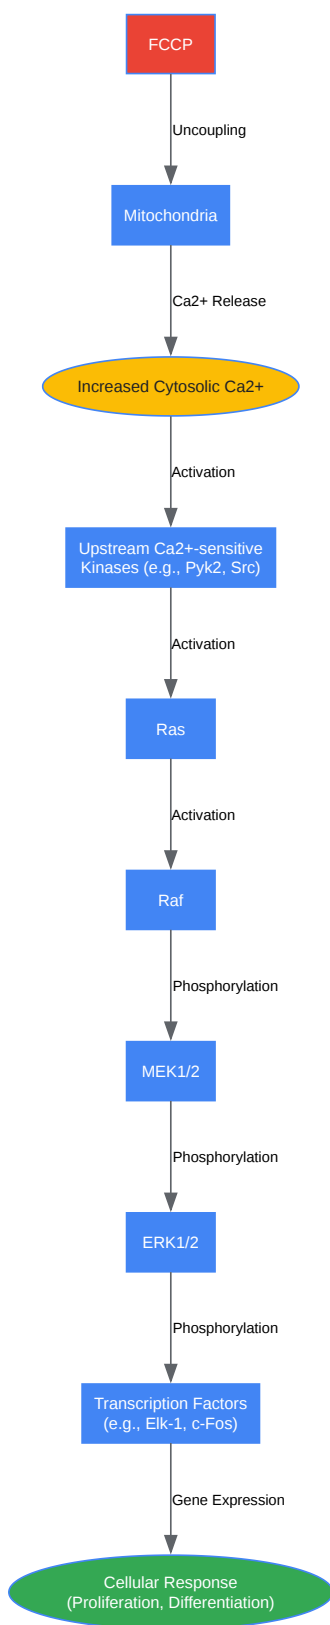 FCCP
Uncoupling
Mitochondria
Ca2+ Release
Increased Cytosolic Ca2+
Activation
Upstream Ca2+-sensitive
Kinases (e.g., Pyk2, Src)
Activation
Ras
Activation
Raf
Phosphorylation
MEK1/2
Phosphorylation
ERK1/2
Phosphorylation
Transcription Factors
(e.g., Elk-1, c-Fos)
Gene Expression
Cellular Response
(Proliferation, Differentiation)